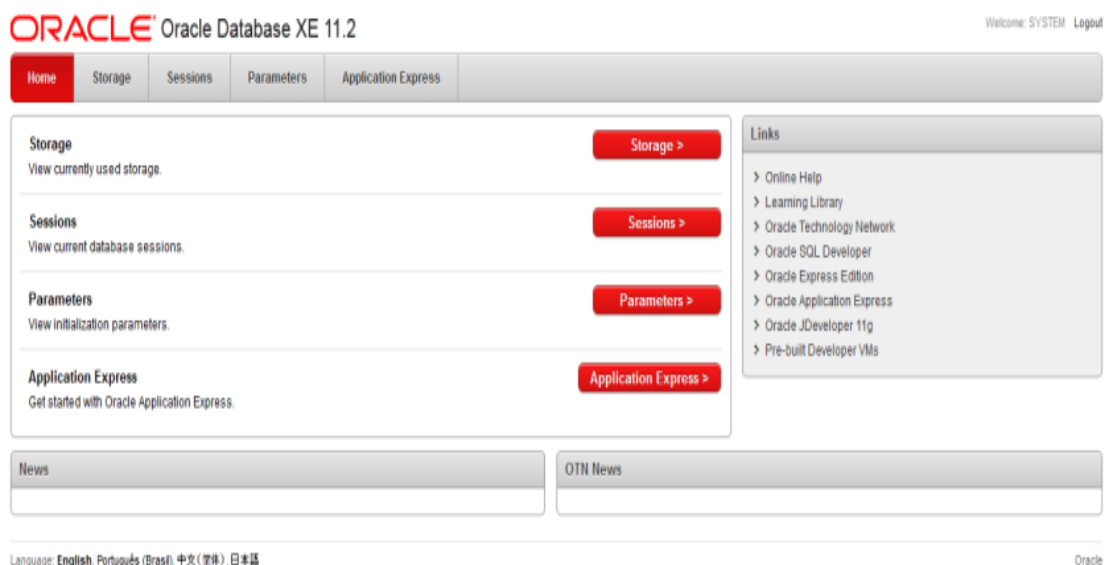 ORACLE Oracle Database XE 11.2
Welcome: SYSTEM Logout
Home Storage Sessions Parameters Application Express
Storage
View currently used storage.
Storage >
Sessions
View current database sessions.
Sessions >
Parameters
View initialization parameters.
Parameters >
Application Express
Get started with Oracle Application Express.
Application Express >
Links
> Online Help
> Learning Library
> Oracle Technology Network
> Oracle SQL Developer
> Oracle Express Edition
> Oracle Application Express
> Oracle JDeveloper 11g
> Pre-built Developer VMs
News
OTN News
Language: English, Português (Brasil), 中文(简体), 日本語
Oracle